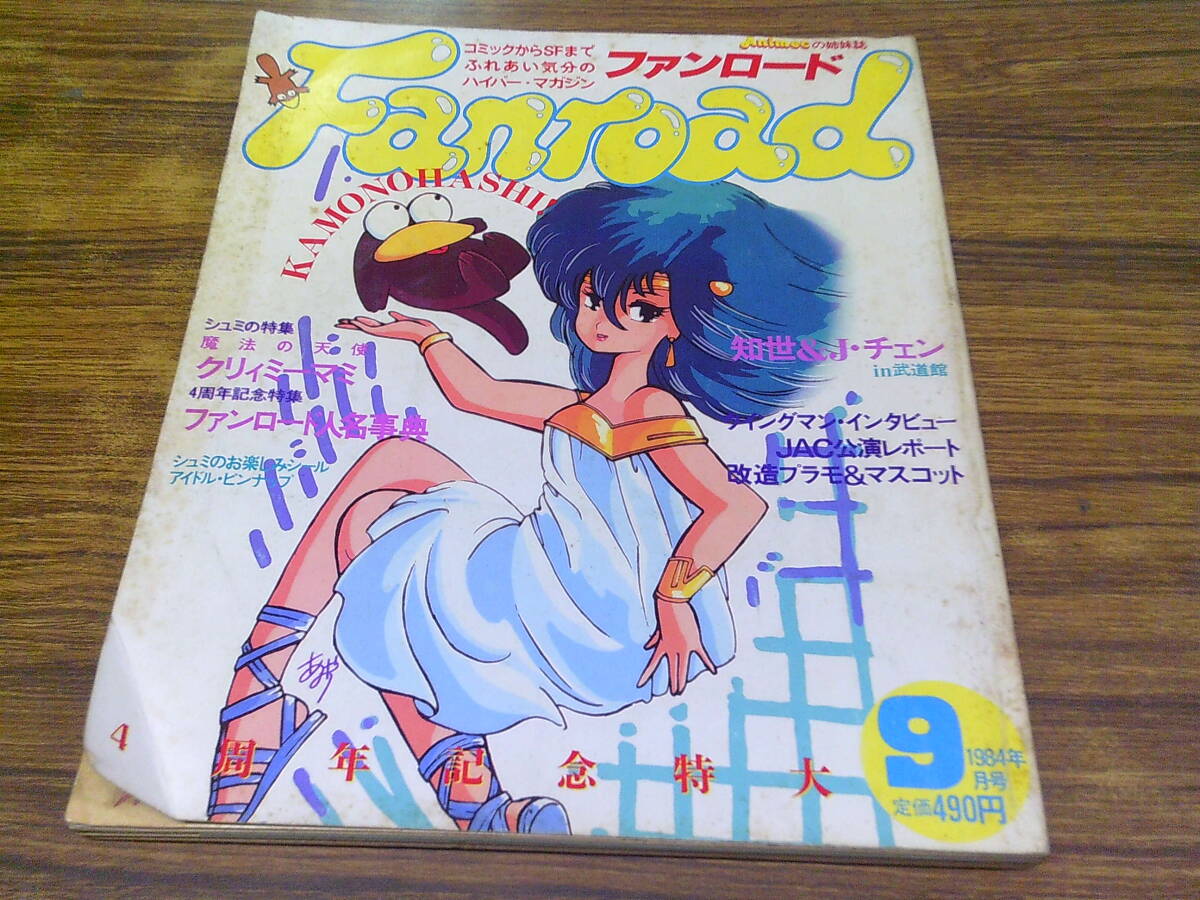 Animecの姉妹誌
コミックからSFまで
ふれあい気分の
ハイパー・マガジン
ファンロード
Fanroad
KAMONOHASHI!
シュミの特集
魔法の天使
クリィミーマミ
4周年記念特集
ファンロード人名事典
シュミのお楽しみシール
アイドル・ピンナップ
知世&J・チェン
in武道館
ウイングマン・インタビュー
JAC公演レポート
改造プラモ&マスコット
あゆ
4周年記念特大
9
1984年
月号
定価490円